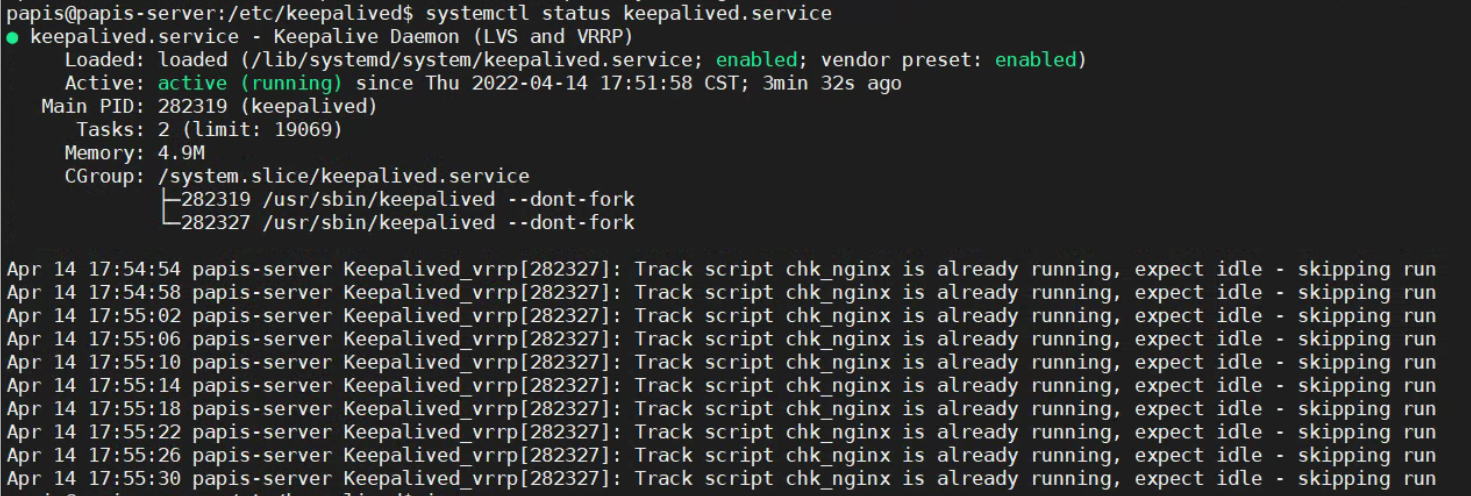 papis@papis-server:/etc/keepalived$ systemctl status keepalived.service
● keepalived.service - Keepalive Daemon (LVS and VRRP)
     Loaded: loaded (/lib/systemd/system/keepalived.service; enabled; vendor preset: enabled)
     Active: active (running) since Thu 2022-04-14 17:51:58 CST; 3min 32s ago
   Main PID: 282319 (keepalived)
      Tasks: 2 (limit: 19069)
     Memory: 4.9M
     CGroup: /system.slice/keepalived.service
             ├─282319 /usr/sbin/keepalived --dont-fork
             └─282327 /usr/sbin/keepalived --dont-fork

Apr 14 17:54:54 papis-server Keepalived_vrrp[282327]: Track script chk_nginx is already running, expect idle - skipping run
Apr 14 17:54:58 papis-server Keepalived_vrrp[282327]: Track script chk_nginx is already running, expect idle - skipping run
Apr 14 17:55:02 papis-server Keepalived_vrrp[282327]: Track script chk_nginx is already running, expect idle - skipping run
Apr 14 17:55:06 papis-server Keepalived_vrrp[282327]: Track script chk_nginx is already running, expect idle - skipping run
Apr 14 17:55:10 papis-server Keepalived_vrrp[282327]: Track script chk_nginx is already running, expect idle - skipping run
Apr 14 17:55:14 papis-server Keepalived_vrrp[282327]: Track script chk_nginx is already running, expect idle - skipping run
Apr 14 17:55:18 papis-server Keepalived_vrrp[282327]: Track script chk_nginx is already running, expect idle - skipping run
Apr 14 17:55:22 papis-server Keepalived_vrrp[282327]: Track script chk_nginx is already running, expect idle - skipping run
Apr 14 17:55:26 papis-server Keepalived_vrrp[282327]: Track script chk_nginx is already running, expect idle - skipping run
Apr 14 17:55:30 papis-server Keepalived_vrrp[282327]: Track script chk_nginx is already running, expect idle - skipping run